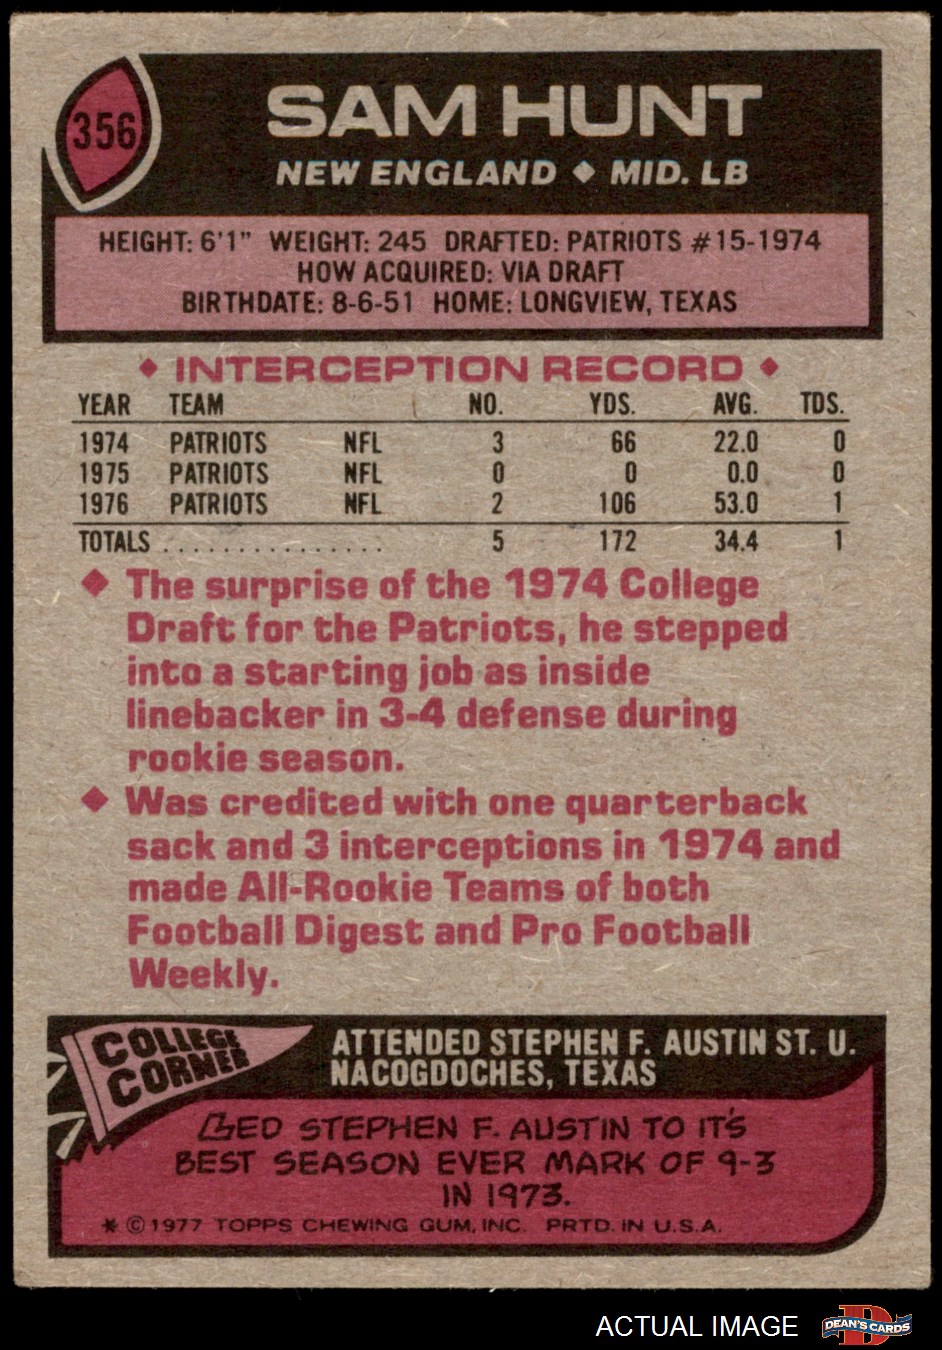 356
SAM HUNT
NEW ENGLAND ◆ MID. LB
HEIGHT: 6'1" WEIGHT: 245 DRAFTED: PATRIOTS #15-1974
HOW ACQUIRED: VIA DRAFT
BIRTHDATE: 8-6-51 HOME: LONGVIEW, TEXAS
◆ INTERCEPTION RECORD ◆
YEAR TEAM NO. YDS. AVG. TDS.
1974 PATRIOTS NFL 3 66 22.0 0
1975 PATRIOTS NFL 0 0 0.0 0
1976 PATRIOTS NFL 2 106 53.0 1
TOTALS ................ 5 172 34.4 1
◆ The surprise of the 1974 College
Draft for the Patriots, he stepped
into a starting job as inside
linebacker in 3-4 defense during
rookie season.
◆ Was credited with one quarterback
sack and 3 interceptions in 1974 and
made All-Rookie Teams of both
Football Digest and Pro Football
Weekly.
COLLEGE
CORNER
ATTENDED STEPHEN F. AUSTIN ST. U.
NACOGDOCHES, TEXAS
LED STEPHEN F. AUSTIN TO IT'S
BEST SEASON EVER MARK OF 9-3
IN 1973.
* © 1977 TOPPS CHEWING GUM, INC. PRTD. IN U.S.A.
ACTUAL IMAGE
D
DEAN'S CARDS